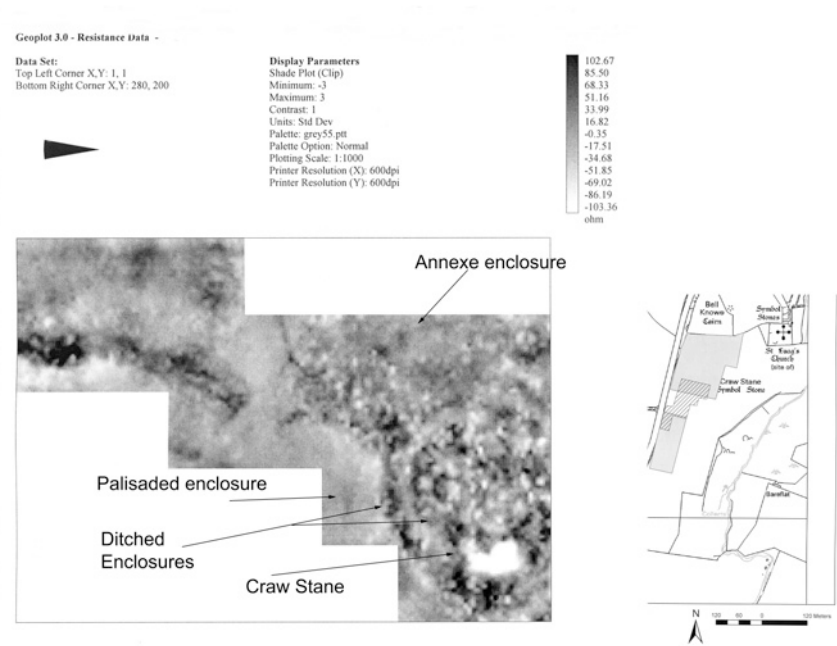 Geoplot 3.0 - Resistance Data -
Data Set:
Top Left Corner X,Y: 1, 1
Bottom Right Corner X,Y: 280, 200
Display Parameters
Shade Plot (Clip)
Minimum: -3
Maximum: 3
Contrast: 1
Units: Std Dev
Palette: grey55.ptt
Palette Option: Normal
Plotting Scale: 1:1000
Printer Resolution (X): 600dpi
Printer Resolution (Y): 600dpi
102.67
85.50
68.33
51.16
33.99
16.82
-0.35
-17.51
-34.68
-51.85
-69.02
-86.19
-103.36
ohm
Annexe enclosure
Palisaded enclosure
Ditched
Enclosures
Craw Stane
Bell
Knowe
Cairn
Symbol
Stones
Church
(site of)
Craw Stane
Symbol Stone
Barflat
N
120 60 0 120 Meters